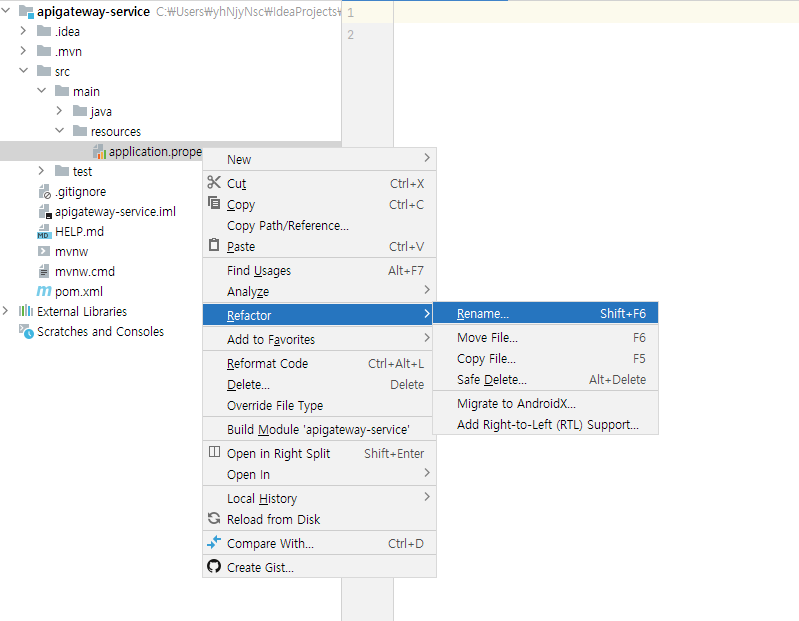 apigateway-service C:₩Users₩yhNjyNsc₩IdeaProjects₩
.idea
.mvn
src
main
java
resources
application.prope
test
.gitignore
apigateway-service.iml
HELP.md
mvnw
mvnw.cmd
pom.xml
External Libraries
Scratches and Consoles
1
2
New
Cut Ctrl+X
Copy Ctrl+C
Copy Path/Reference...
Paste Ctrl+V
Find Usages Alt+F7
Analyze
Refactor
Add to Favorites
Reformat Code Ctrl+Alt+L
Delete... Delete
Override File Type
Build Module 'apigateway-service'
Open in Right Split Shift+Enter
Open In
Local History
Reload from Disk
Compare With... Ctrl+D
Create Gist...
Rename... Shift+F6
Move File... F6
Copy File... F5
Safe Delete... Alt+Delete
Migrate to AndroidX...
Add Right-to-Left (RTL) Support...
MD